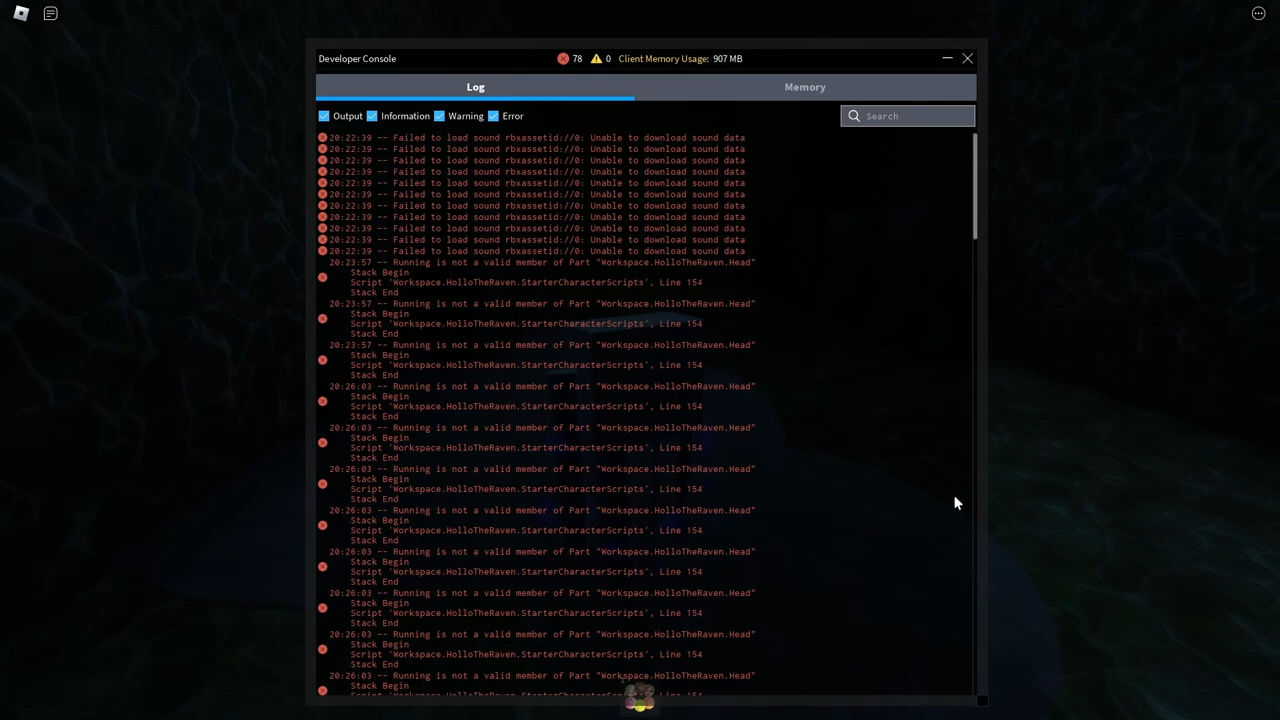 Developer Console
78
0
Client Memory Usage: 907 MB
Log
Memory
Output
Information
Warning
Error
Search
20:22:39 -- Failed to load sound rbxassetid://0: Unable to download sound data
20:22:39 -- Failed to load sound rbxassetid://0: Unable to download sound data
20:22:39 -- Failed to load sound rbxassetid://0: Unable to download sound data
20:22:39 -- Failed to load sound rbxassetid://0: Unable to download sound data
20:22:39 -- Failed to load sound rbxassetid://0: Unable to download sound data
20:22:39 -- Failed to load sound rbxassetid://0: Unable to download sound data
20:22:39 -- Failed to load sound rbxassetid://0: Unable to download sound data
20:22:39 -- Failed to load sound rbxassetid://0: Unable to download sound data
20:22:39 -- Failed to load sound rbxassetid://0: Unable to download sound data
20:22:39 -- Failed to load sound rbxassetid://0: Unable to download sound data
20:22:39 -- Failed to load sound rbxassetid://0: Unable to download sound data
20:23:57 -- Running is not a valid member of Part "Workspace.HolloTheRaven.Head"
Stack Begin
Script 'Workspace.HolloTheRaven.StarterCharacterScripts', Line 154
Stack End
20:23:57 -- Running is not a valid member of Part "Workspace.HolloTheRaven.Head"
Stack Begin
Script 'Workspace.HolloTheRaven.StarterCharacterScripts', Line 154
Stack End
20:23:57 -- Running is not a valid member of Part "Workspace.HolloTheRaven.Head"
Stack Begin
Script 'Workspace.HolloTheRaven.StarterCharacterScripts', Line 154
Stack End
20:26:03 -- Running is not a valid member of Part "Workspace.HolloTheRaven.Head"
Stack Begin
Script 'Workspace.HolloTheRaven.StarterCharacterScripts', Line 154
Stack End
20:26:03 -- Running is not a valid member of Part "Workspace.HolloTheRaven.Head"
Stack Begin
Script 'Workspace.HolloTheRaven.StarterCharacterScripts', Line 154
Stack End
20:26:03 -- Running is not a valid member of Part "Workspace.HolloTheRaven.Head"
Stack Begin
Script 'Workspace.HolloTheRaven.StarterCharacterScripts', Line 154
Stack End
20:26:03 -- Running is not a valid member of Part "Workspace.HolloTheRaven.Head"
Stack Begin
Script 'Workspace.HolloTheRaven.StarterCharacterScripts', Line 154
Stack End
20:26:03 -- Running is not a valid member of Part "Workspace.HolloTheRaven.Head"
Stack Begin
Script 'Workspace.HolloTheRaven.StarterCharacterScripts', Line 154
Stack End
20:26:03 -- Running is not a valid member of Part "Workspace.HolloTheRaven.Head"
Stack Begin
Script 'Workspace.HolloTheRaven.StarterCharacterScripts', Line 154
Stack End
20:26:03 -- Running is not a valid member of Part "Workspace.HolloTheRaven.Head"
Stack Begin
Script 'Workspace.HolloTheRaven.StarterCharacterScripts', Line 154
Stack End
20:26:03 -- Running is not a valid member of Part "Workspace.HolloTheRaven.Head"
Stack Begin